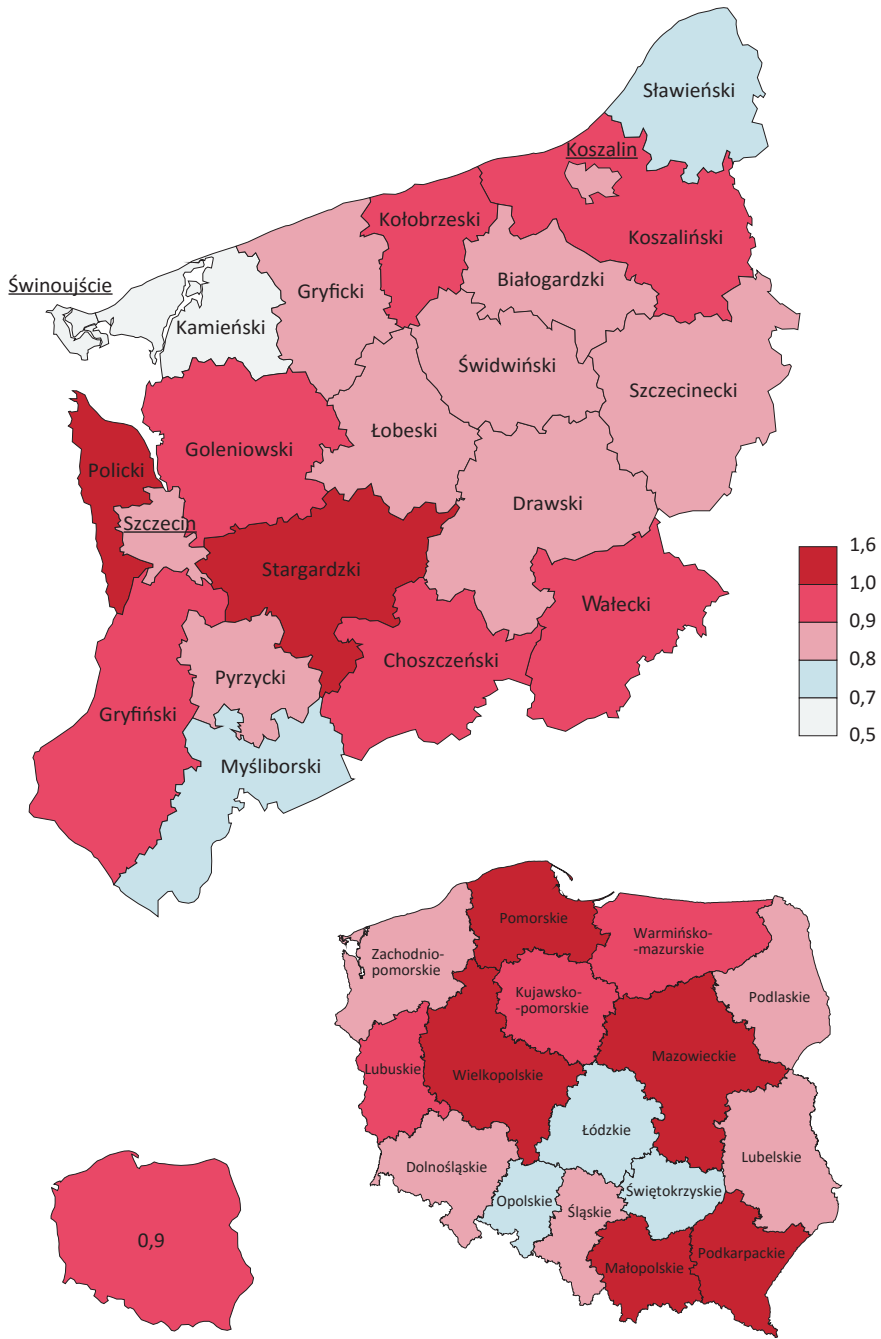 Sławieński
Koszalin
Kołobrzeski
Koszaliński
Białogardzki
Świnoujście
Gryficki
Kamieński
Świdwiński
Szczecinecki
Łobeski
Goleniowski
Policki
Drawski
Szczecin
Stargardzki
Wałecki
Choszczeński
Pyrzycki
Gryfiński
Myśliborski
1,6
1,0
0,9
0,8
0,7
0,5
Pomorskie
Warmińsko-
-mazurskie
Zachodnio-
pomorskie
Kujawsko-
-pomorskie
Podlaskie
Mazowieckie
Lubuskie
Wielkopolskie
Łódzkie
Lubelskie
Dolnośląskie
Opolskie
Świętokrzyskie
Śląskie
Małopolskie
Podkarpackie
0,9